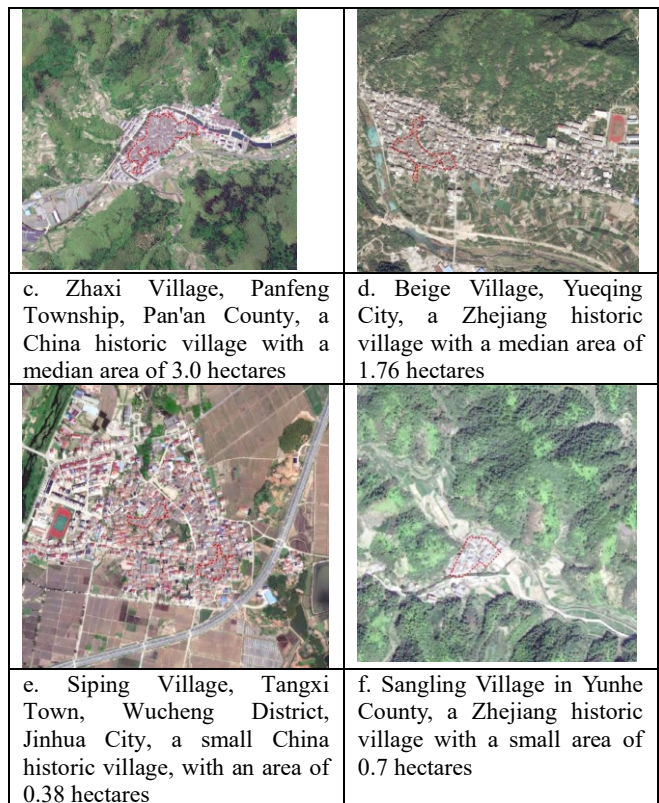 c. Zhaxi Village, Panfeng
Township, Pan'an County, a
China historic village with a
median area of 3.0 hectares
d. Beige Village, Yueqing
City, a Zhejiang historic
village with a median area of
1.76 hectares
e. Siping Village, Tangxi
Town, Wucheng District,
Jinhua City, a small China
historic village, with an area of
0.38 hectares
f. Sangling Village in Yunhe
County, a Zhejiang historic
village with a small area of
0.7 hectares